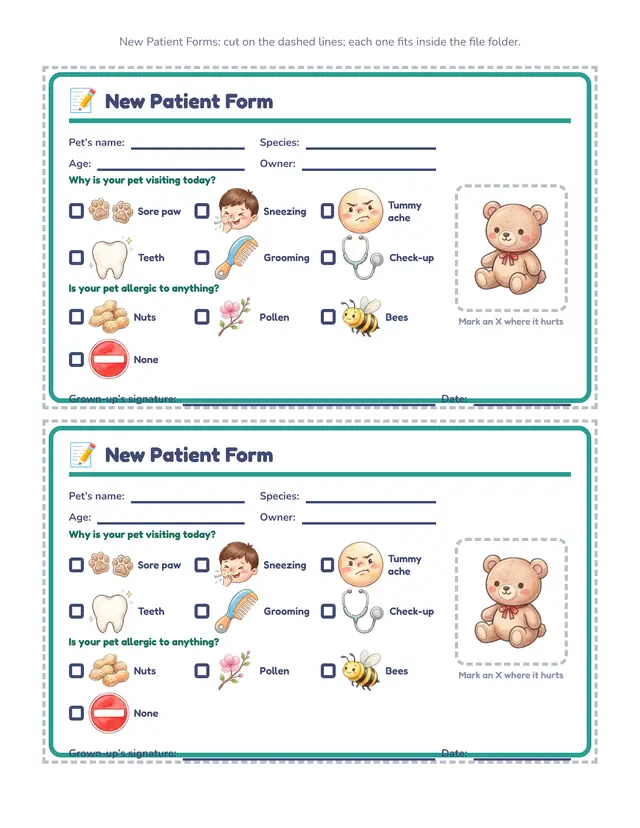 New Patient Forms: cut on the dashed lines; each one fits inside the file folder.
New Patient Form
Pet's name: Species:
Age: Owner:
Why is your pet visiting today?
Sore paw Sneezing Tummy ache
Teeth Grooming Check-up
Is your pet allergic to anything?
Nuts Pollen Bees
None
Mark an X where it hurts
Grown-up's signature: Date:
New Patient Form
Pet's name: Species:
Age: Owner:
Why is your pet visiting today?
Sore paw Sneezing Tummy ache
Teeth Grooming Check-up
Is your pet allergic to anything?
Nuts Pollen Bees
None
Mark an X where it hurts
Grown-up's signature: Date: